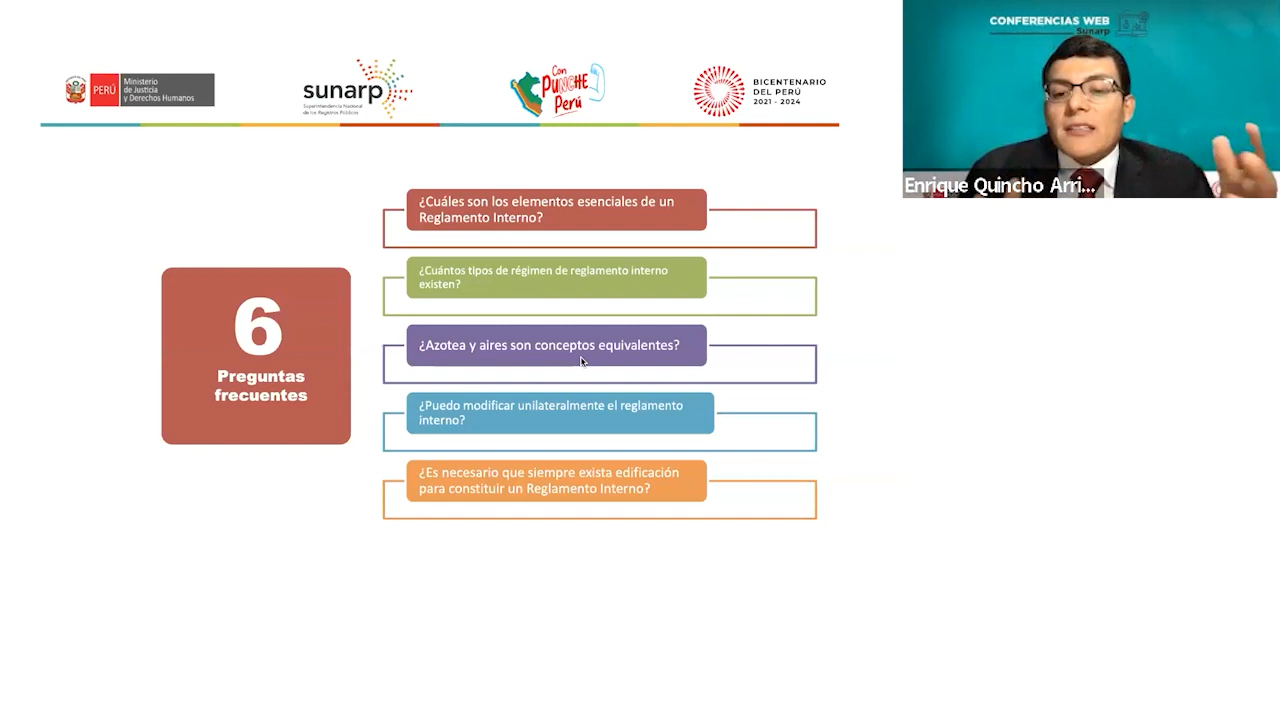 PERÚ
Ministerio
de Justicia
y Derechos Humanos
sunarp
Superintendencia Nacional
de los Registros Públicos
Con
PUNCHE
Perú
BICENTENARIO
DEL PERÚ
2021 - 2024
CONFERENCIAS WEB
Sunarp
Enrique Quincho Arri...
6
Preguntas
frecuentes
¿Cuáles son los elementos esenciales de un
Reglamento Interno?
¿Cuántos tipos de régimen de reglamento interno
existen?
¿Azotea y aires son conceptos equivalentes?
¿Puedo modificar unilateralmente el reglamento
interno?
¿Es necesario que siempre exista edificación
para constituir un Reglamento Interno?